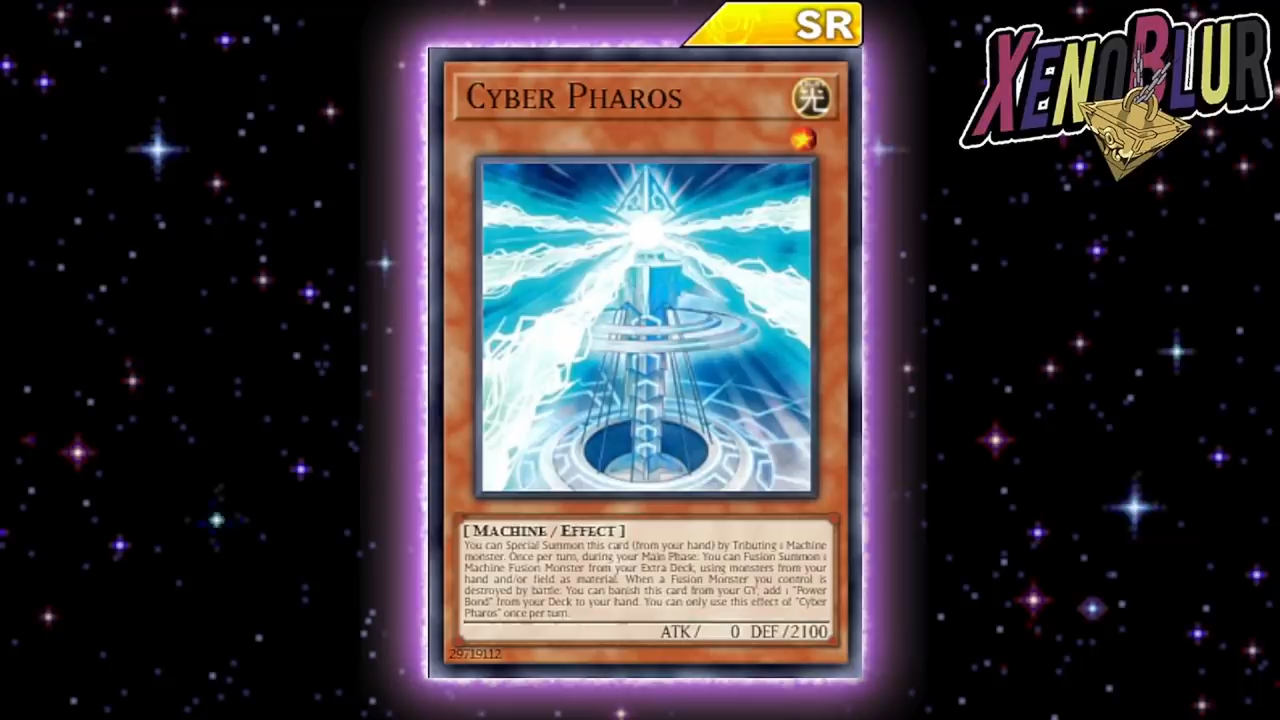 SR
XENOBLUR
CYBER PHAROS
光
[ MACHINE / EFFECT ]
You can Special Summon this card (from your hand) by Tributing 1 Machine
monster. Once per turn, during your Main Phase: You can Fusion Summon 1
Machine Fusion Monster from your Extra Deck, using monsters from your
hand and/or field as material. When a Fusion Monster you control is
destroyed by battle: You can banish this card from your GY; add 1 "Power
Bond" from your Deck to your hand. You can only use this effect of "Cyber
Pharos" once per turn.
ATK / 0 DEF / 2100
29719112